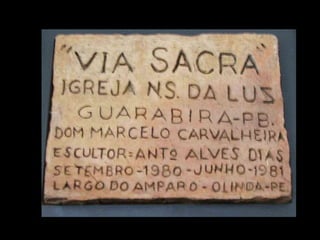 "VIA SACRA"
IGREJA NS. DA LUZ
GUARABIRA-PB.
DOM MARCELO CARVALHEIRA
ESCULTOR=ANTº ALVES DIAS
SETEMBRO-1980-JUNHO-1981
LARGO DO AMPARO-OLINDA-PE